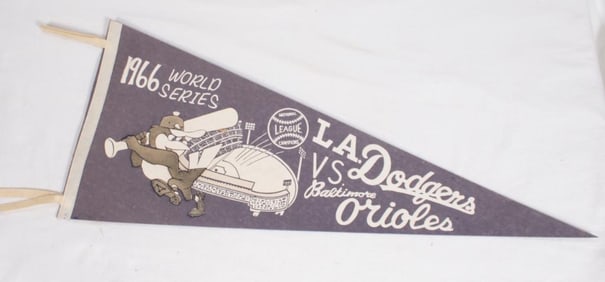 1966 WORLD
SERIES
NATIONAL
LEAGUE
CHAMPIONS
L.A. Dodgers
VS
Baltimore
Orioles